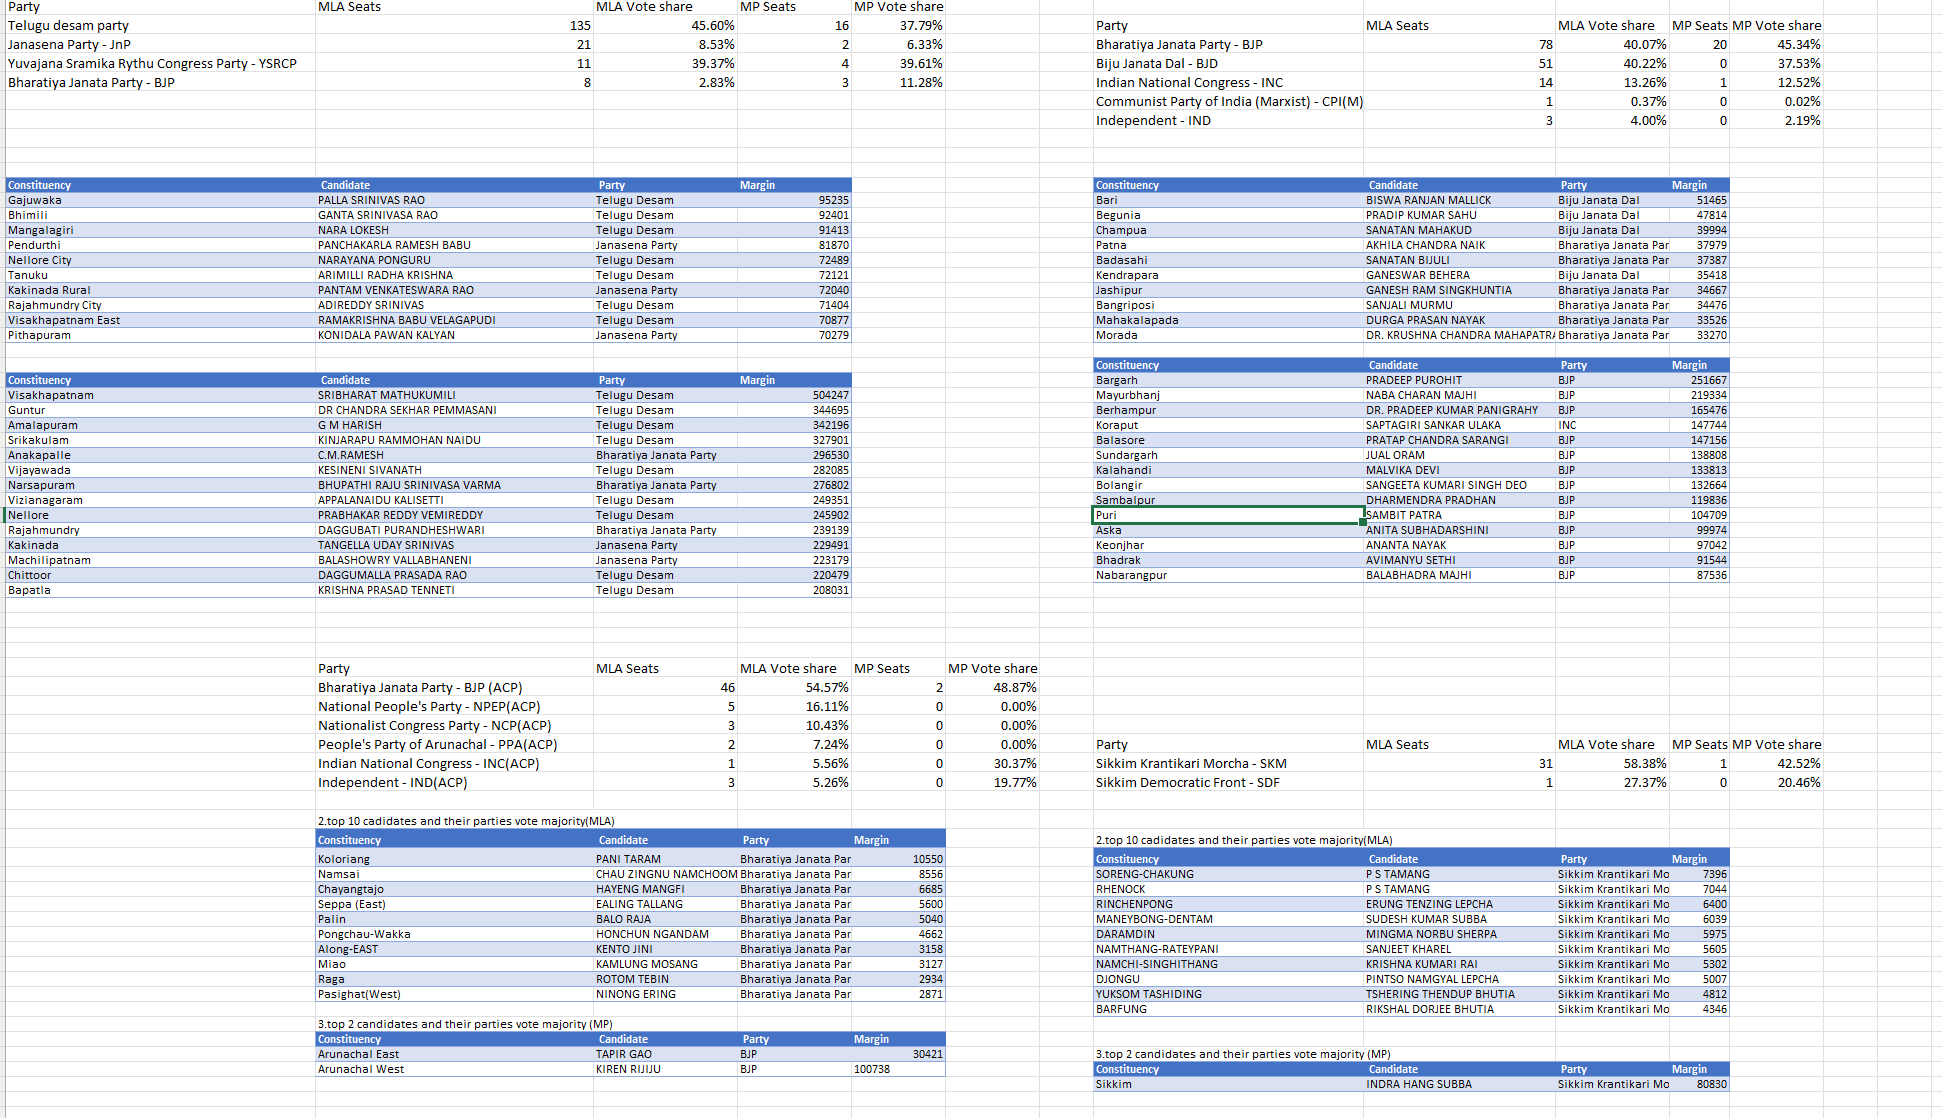 Party MLA Seats MLA Vote share MP Seats MP Vote share
Telugu desam party 135 45.60% 16 37.79%
Janasena Party - JnP 21 8.53% 2 6.33%
Yuvajana Sramika Rythu Congress Party - YSRCP 11 39.37% 4 39.61%
Bharatiya Janata Party - BJP 8 2.83% 3 11.28%
Party MLA Seats MLA Vote share MP Seats MP Vote share
Bharatiya Janata Party - BJP 78 40.07% 20 45.34%
Biju Janata Dal - BJD 51 40.22% 0 37.53%
Indian National Congress - INC 14 13.26% 1 12.52%
Communist Party of India (Marxist) - CPI(M) 1 0.37% 0 0.02%
Independent - IND 3 4.00% 0 2.19%
Constituency Candidate Party Margin
Gajuwaka PALLA SRINIVAS RAO Telugu Desam 95235
Bhimili GANTA SRINIVASA RAO Telugu Desam 92401
Mangalagiri NARA LOKESH Telugu Desam 91413
Pendurthi PANCHAKARLA RAMESH BABU Janasena Party 81870
Nellore City NARAYANA PONGURU Telugu Desam 72489
Tanuku ARIMILLI RADHA KRISHNA Telugu Desam 72121
Kakinada Rural PANTAM VENKATESWARA RAO Janasena Party 72040
Rajahmundry City ADIREDDY SRINIVAS Telugu Desam 71404
Visakhapatnam East RAMAKRISHNA BABU VELAGAPUDI Telugu Desam 70877
Pithapuram KONIDALA PAWAN KALYAN Janasena Party 70279
Constituency Candidate Party Margin
Bari BISWA RANJAN MALLICK Biju Janata Dal 51465
Begunia PRADIP KUMAR SAHU Biju Janata Dal 47814
Champua SANATAN MAHAKUD Biju Janata Dal 39994
Patna AKHILA CHANDRA NAIK Bharatiya Janata Par 37979
Badasahi SANATAN BIJULI Bharatiya Janata Par 37387
Kendrapara GANESWAR BEHERA Biju Janata Dal 35418
Jashipur GANESH RAM SINGKHUNTIA Bharatiya Janata Par 34667
Bangriposi SANJALI MURMU Bharatiya Janata Par 34476
Mahakalapada DURGA PRASAN NAYAK Bharatiya Janata Par 33526
Morada DR. KRUSHNA CHANDRA MAHAPATRA Bharatiya Janata Par 33270
Constituency Candidate Party Margin
Visakhapatnam SRIBHARAT MATHUKUMILI Telugu Desam 504247
Guntur DR CHANDRA SEKHAR PEMMASANI Telugu Desam 344695
Amalapuram G M HARISH Telugu Desam 342196
Srikakulam KINJARAPU RAMMOHAN NAIDU Telugu Desam 327901
Anakapalle C.M.RAMESH Bharatiya Janata Party 296530
Vijayawada KESINENI SIVANATH Telugu Desam 282085
Narsapuram BHUPATHI RAJU SRINIVASA VARMA Bharatiya Janata Party 276802
Vizianagaram APPALANAIDU KALISETTI Telugu Desam 249351
Nellore PRABHAKAR REDDY VEMIREDDY Telugu Desam 245902
Rajahmundry DAGGUBATI PURANDHESHWARI Bharatiya Janata Party 239139
Kakinada TANGELLA UDAY SRINIVAS Janasena Party 229491
Machilipatnam BALASHOWRY VALLABHANENI Janasena Party 223179
Chittoor DAGGUMALLA PRASADA RAO Telugu Desam 220479
Bapatla KRISHNA PRASAD TENNETI Telugu Desam 208031
Constituency Candidate Party Margin
Bargarh PRADEEP PUROHIT BJP 251667
Mayurbhanj NABA CHARAN MAJHI BJP 219334
Berhampur DR. PRADEEP KUMAR PANIGRAHY BJP 165476
Koraput SAPTAGIRI SANKAR ULAKA INC 147744
Balasore PRATAP CHANDRA SARANGI BJP 147156
Sundargarh JUAL ORAM BJP 138808
Kalahandi MALVIKA DEVI BJP 133813
Bolangir SANGEETA KUMARI SINGH DEO BJP 132664
Sambalpur DHARMENDRA PRADHAN BJP 119836
Puri SAMBIT PATRA BJP 104709
Aska ANITA SUBHADARSHINI BJP 99974
Keonjhar ANANTA NAYAK BJP 97042
Bhadrak AVIMANYU SETHI BJP 91544
Nabarangpur BALABHADRA MAJHI BJP 87536
Party MLA Seats MLA Vote share MP Seats MP Vote share
Bharatiya Janata Party - BJP (ACP) 46 54.57% 2 48.87%
National People's Party - NPEP(ACP) 5 16.11% 0 0.00%
Nationalist Congress Party - NCP(ACP) 3 10.43% 0 0.00%
People's Party of Arunachal - PPA(ACP) 2 7.24% 0 0.00%
Indian National Congress - INC(ACP) 1 5.56% 0 30.37%
Independent - IND(ACP) 3 5.26% 0 19.77%
Party MLA Seats MLA Vote share MP Seats MP Vote share
Sikkim Krantikari Morcha - SKM 31 58.38% 1 42.52%
Sikkim Democratic Front - SDF 1 27.37% 0 20.46%
2.top 10 cadidates and their parties vote majority(MLA)
Constituency Candidate Party Margin
Koloriang PANI TARAM Bharatiya Janata Par 10550
Namsai CHAU ZINGNU NAMCHOOM Bharatiya Janata Par 8556
Chayangtajo HAYENG MANGFI Bharatiya Janata Par 6685
Seppa (East) EALING TALLANG Bharatiya Janata Par 5600
Palin BALO RAJA Bharatiya Janata Par 5040
Pongchau-Wakka HONCHUN NGANDAM Bharatiya Janata Par 4662
Along-EAST KENTO JINI Bharatiya Janata Par 3158
Miao KAMLUNG MOSANG Bharatiya Janata Par 3127
Raga ROTOM TEBIN Bharatiya Janata Par 2934
Pasighat(West) NINONG ERING Bharatiya Janata Par 2871
3.top 2 candidates and their parties vote majority (MP)
Constituency Candidate Party Margin
Arunachal East TAPIR GAO BJP 30421
Arunachal West KIREN RIJIJU BJP 100738
2.top 10 cadidates and their parties vote majority(MLA)
Constituency Candidate Party Margin
SORENG-CHAKUNG P S TAMANG Sikkim Krantikari Mo 7396
RHENOCK P S TAMANG Sikkim Krantikari Mo 7044
RINCHENPONG ERUNG TENZING LEPCHA Sikkim Krantikari Mo 6400
MANEYBONG-DENTAM SUDESH KUMAR SUBBA Sikkim Krantikari Mo 6039
DARAMDIN MINGMA NORBU SHERPA Sikkim Krantikari Mo 5975
NAMTHANG-RATEYPANI SANJEET KHAREL Sikkim Krantikari Mo 5605
NAMCHI-SINGHITHANG KRISHNA KUMARI RAI Sikkim Krantikari Mo 5302
DJONGU PINTSO NAMGYAL LEPCHA Sikkim Krantikari Mo 5007
YUKSOM TASHIDING TSHERING THENDUP BHUTIA Sikkim Krantikari Mo 4812
BARFUNG RIKSHAL DORJEE BHUTIA Sikkim Krantikari Mo 4346
3.top 2 candidates and their parties vote majority (MP)
Constituency Candidate Party Margin
Sikkim INDRA HANG SUBBA Sikkim Krantikari Mo 80830